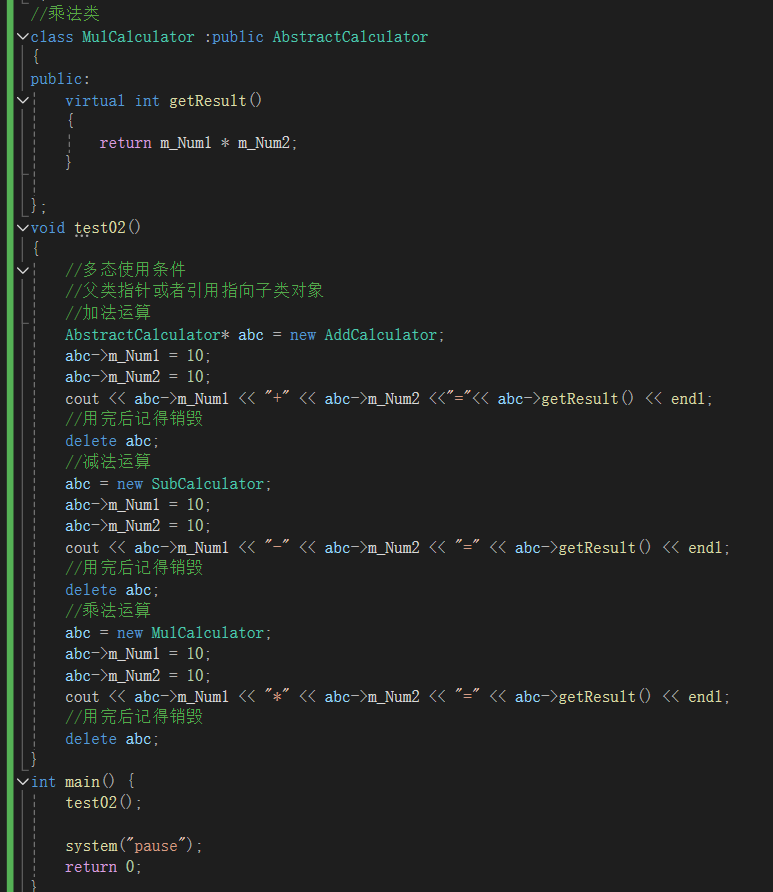 //乘法类
class MulCalculator :public AbstractCalculator
{
public:
    virtual int getResult()
    {
        return m_Num1 * m_Num2;
    }

};
void test02()
{
    //多态使用条件
    //父类指针或者引用指向子类对象
    //加法运算
    AbstractCalculator* abc = new AddCalculator;
    abc->m_Num1 = 10;
    abc->m_Num2 = 10;
    cout << abc->m_Num1 << "+" << abc->m_Num2 <<"="<< abc->getResult() << endl;
    //用完后记得销毁
    delete abc;
    //减法运算
    abc = new SubCalculator;
    abc->m_Num1 = 10;
    abc->m_Num2 = 10;
    cout << abc->m_Num1 << "-" << abc->m_Num2 << "=" << abc->getResult() << endl;
    //用完后记得销毁
    delete abc;
    //乘法运算
    abc = new MulCalculator;
    abc->m_Num1 = 10;
    abc->m_Num2 = 10;
    cout << abc->m_Num1 << "*" << abc->m_Num2 << "=" << abc->getResult() << endl;
    //用完后记得销毁
    delete abc;
}
int main() {
    test02();

    system("pause");
    return 0;
}